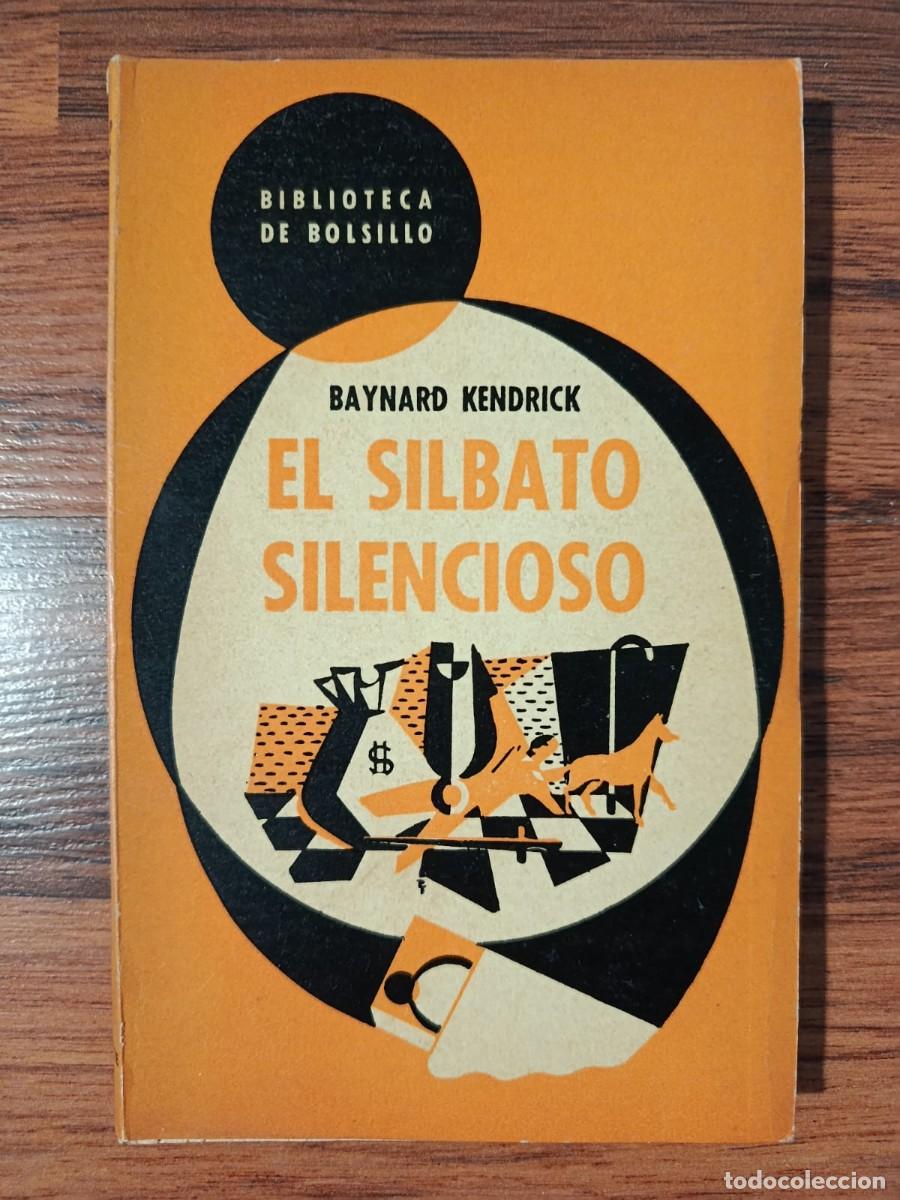 BIBLIOTECA
DE BOLSILLO
BAYNARD KENDRICK
EL SILBATO
SILENCIOSO
$
todocoleccion